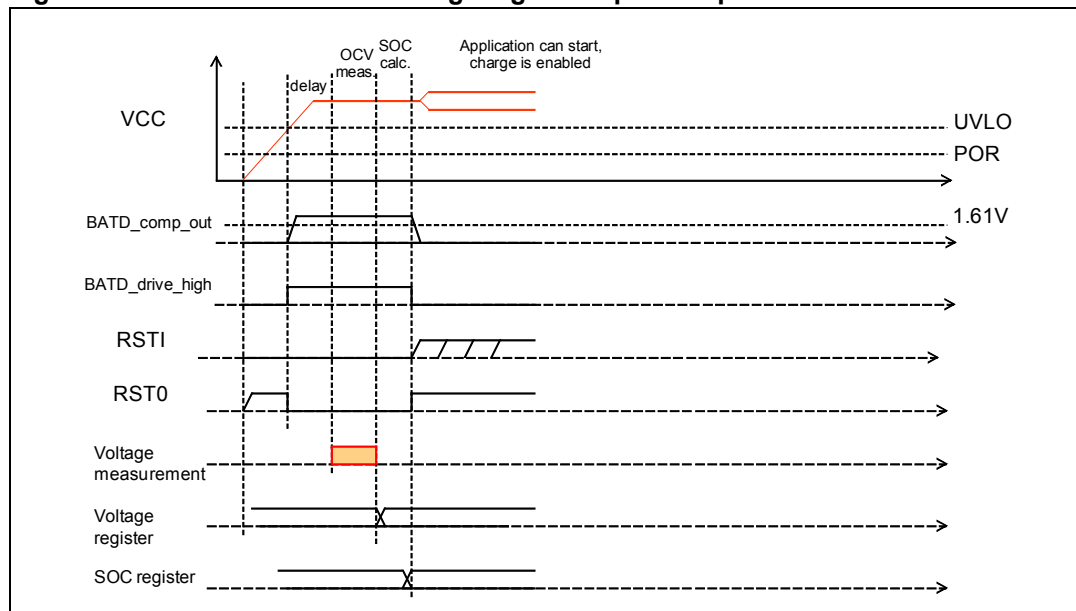 OCV
meas.
SOC
calc.
Application can start,
charge is enabled
delay
VCC
UVLO
POR
BATD_comp_out
1.61V
BATD_drive_high
RSTI
RST0
Voltage
measurement
Voltage
register
SOC register